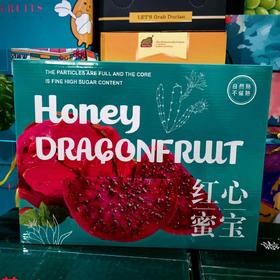 FRUITS
LET'S Grab Durian
THE PARTICLES ARE FULL AND THE CORE
IS FINE HIGH SUGAR CONTENT
自然熟
不催熟
Honey
DRAGONFRUIT
红心
蜜宝